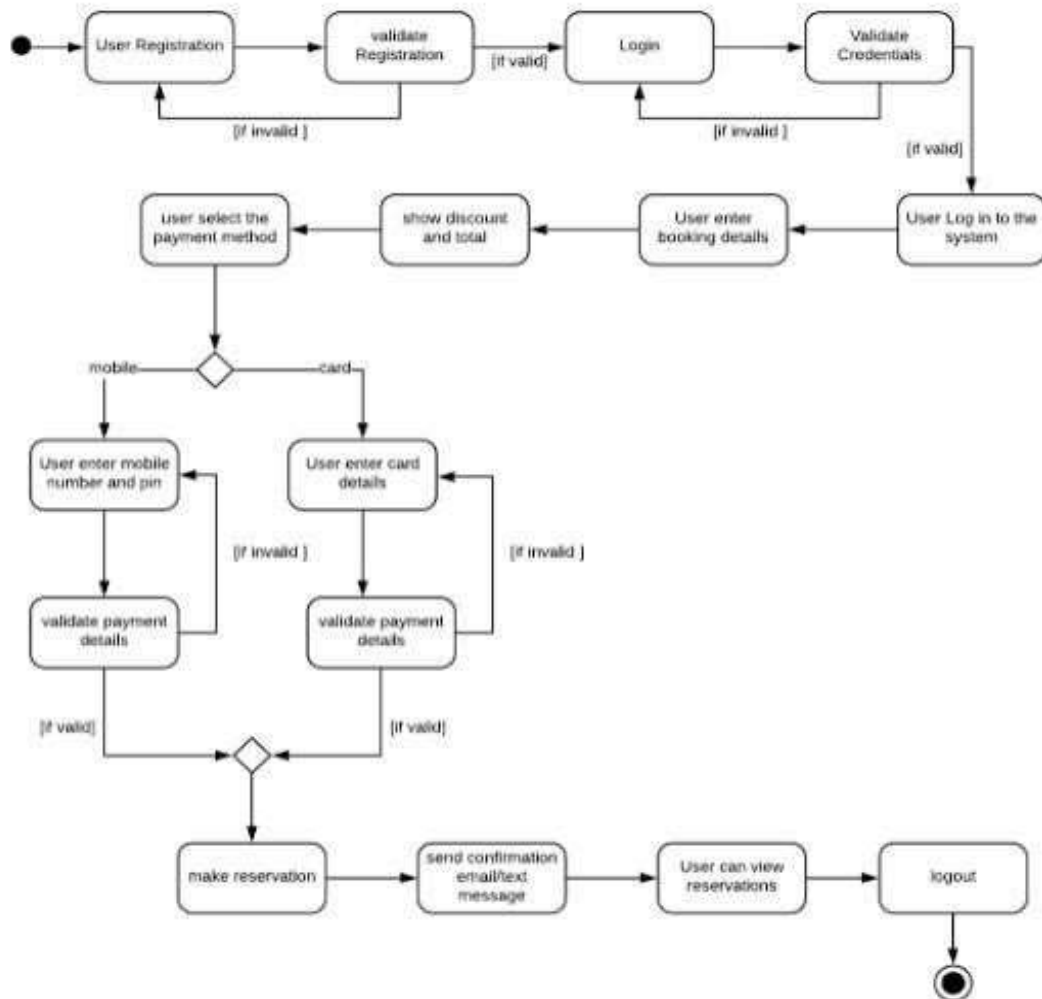 User Registration
validate
Registration
[if valid]
Login
Validate
Credentials
[if invalid ]
[if invalid ]
[if valid]
user select the
payment method
show discount
and total
User enter
booking details
User Log in to the
system
mobile
card
User enter mobile
number and pin
User enter card
details
[if invalid ]
[if invalid ]
validate payment
details
validate payment
details
[if valid]
[if valid]
make reservation
send confirmation
email/text
message
User can view
reservations
logout